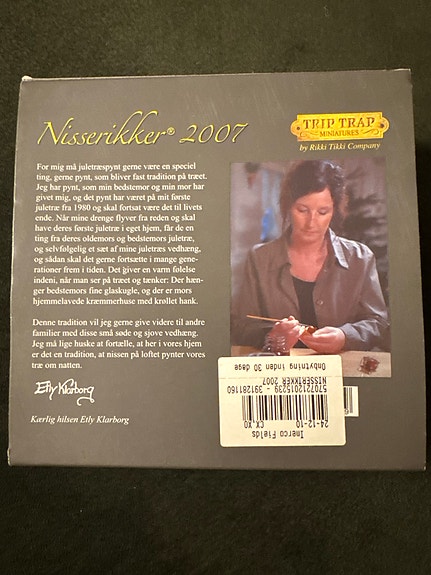 Nisserikker® 2007
TRIP TRAP
MINIATURES
by Rikki Tikki Company
For mig må juletræspynt gerne være en speciel
ting, gerne pynt, som bliver fast tradition på træet.
Jeg har pynt, som min bedstemor og min mor har
givet mig, og det pynt har været på mit første
juletræ fra 1980 og skal fortsat være det til livets
ende. Når mine drenge flyver fra reden og skal
have deres første juletræ i eget hjem, får de en
ting fra deres oldemors og bedstemors juletræ,
og selvfølgelig et sæt af mine juletræs vedhæng,
og sådan skal det gerne fortsætte i mange gene-
rationer frem i tiden. Det giver en varm følelse
indeni, når man ser på træet og tænker: Der hæn-
ger bedstemors fine glaskugle, og der er mors
hjemmelavede kræmmerhuse med krøllet hank.
Denne tradition vil jeg gerne give videre til andre
familier med disse små søde og sjove vedhæng.
Jeg må lige huske at fortælle, at her i vores hjem
er det en tradition, at nissen på loftet pynter vores
træ om natten.
Etly Klarborg
Kærlig hilsen Etly Klarborg
Imerco Fields
24-12-10 CX.XO
5707212015239 - 391281160
NISSERIKKER 2007
Ombytning inden 30 dage